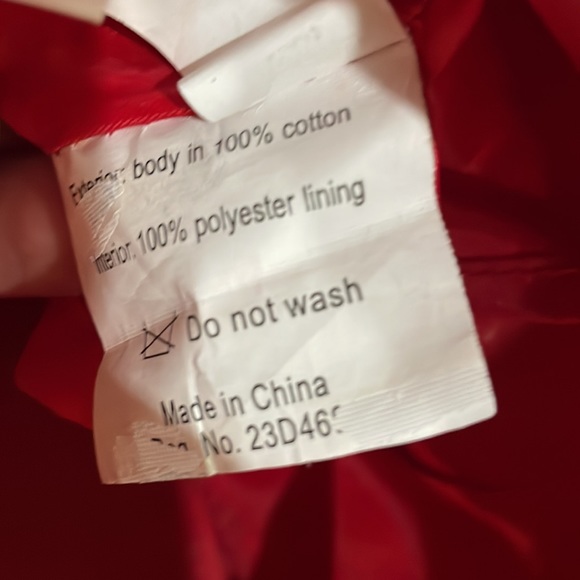 Exterior: body in 100% cotton
Interior: 100% polyester lining
Do not wash
Made in China
No. 23D46